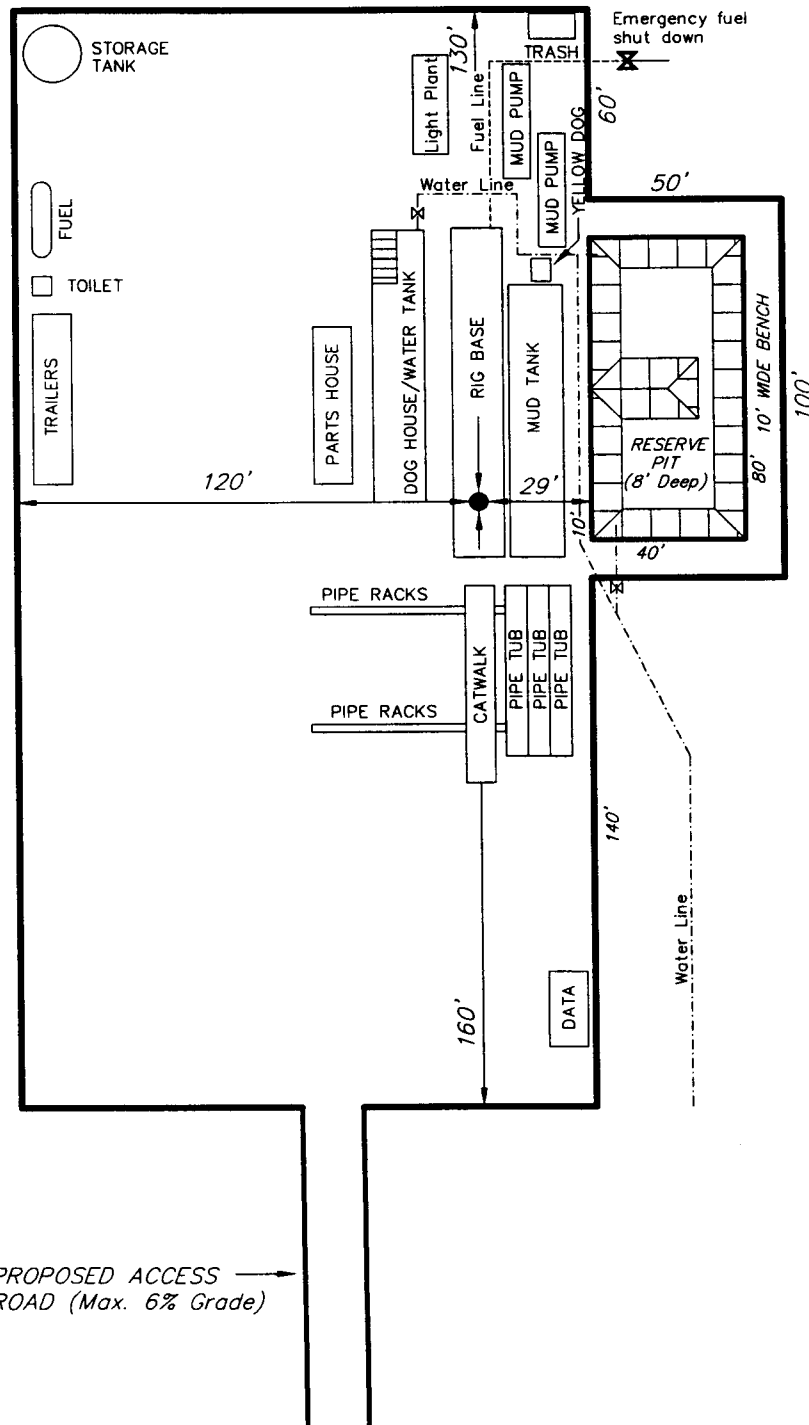 Emergency fuel
shut down
STORAGE
TANK
130'
TRASH
Light Plant
Fuel Line
MUD PUMP
60'
MUD PUMP
YELLOW DOG
Water Line
50'
FUEL
TOILET
TRAILERS
PARTS HOUSE
DOG HOUSE/WATER TANK
RIG BASE
MUD TANK
RESERVE
PIT
(8' Deep)
80'
10' WIDE BENCH
100'
120'
29'
10'
40'
PIPE RACKS
CATWALK
PIPE TUB
PIPE TUB
PIPE TUB
PIPE RACKS
140'
Water Line
160'
DATA
PROPOSED ACCESS
ROAD (Max. 6% Grade)